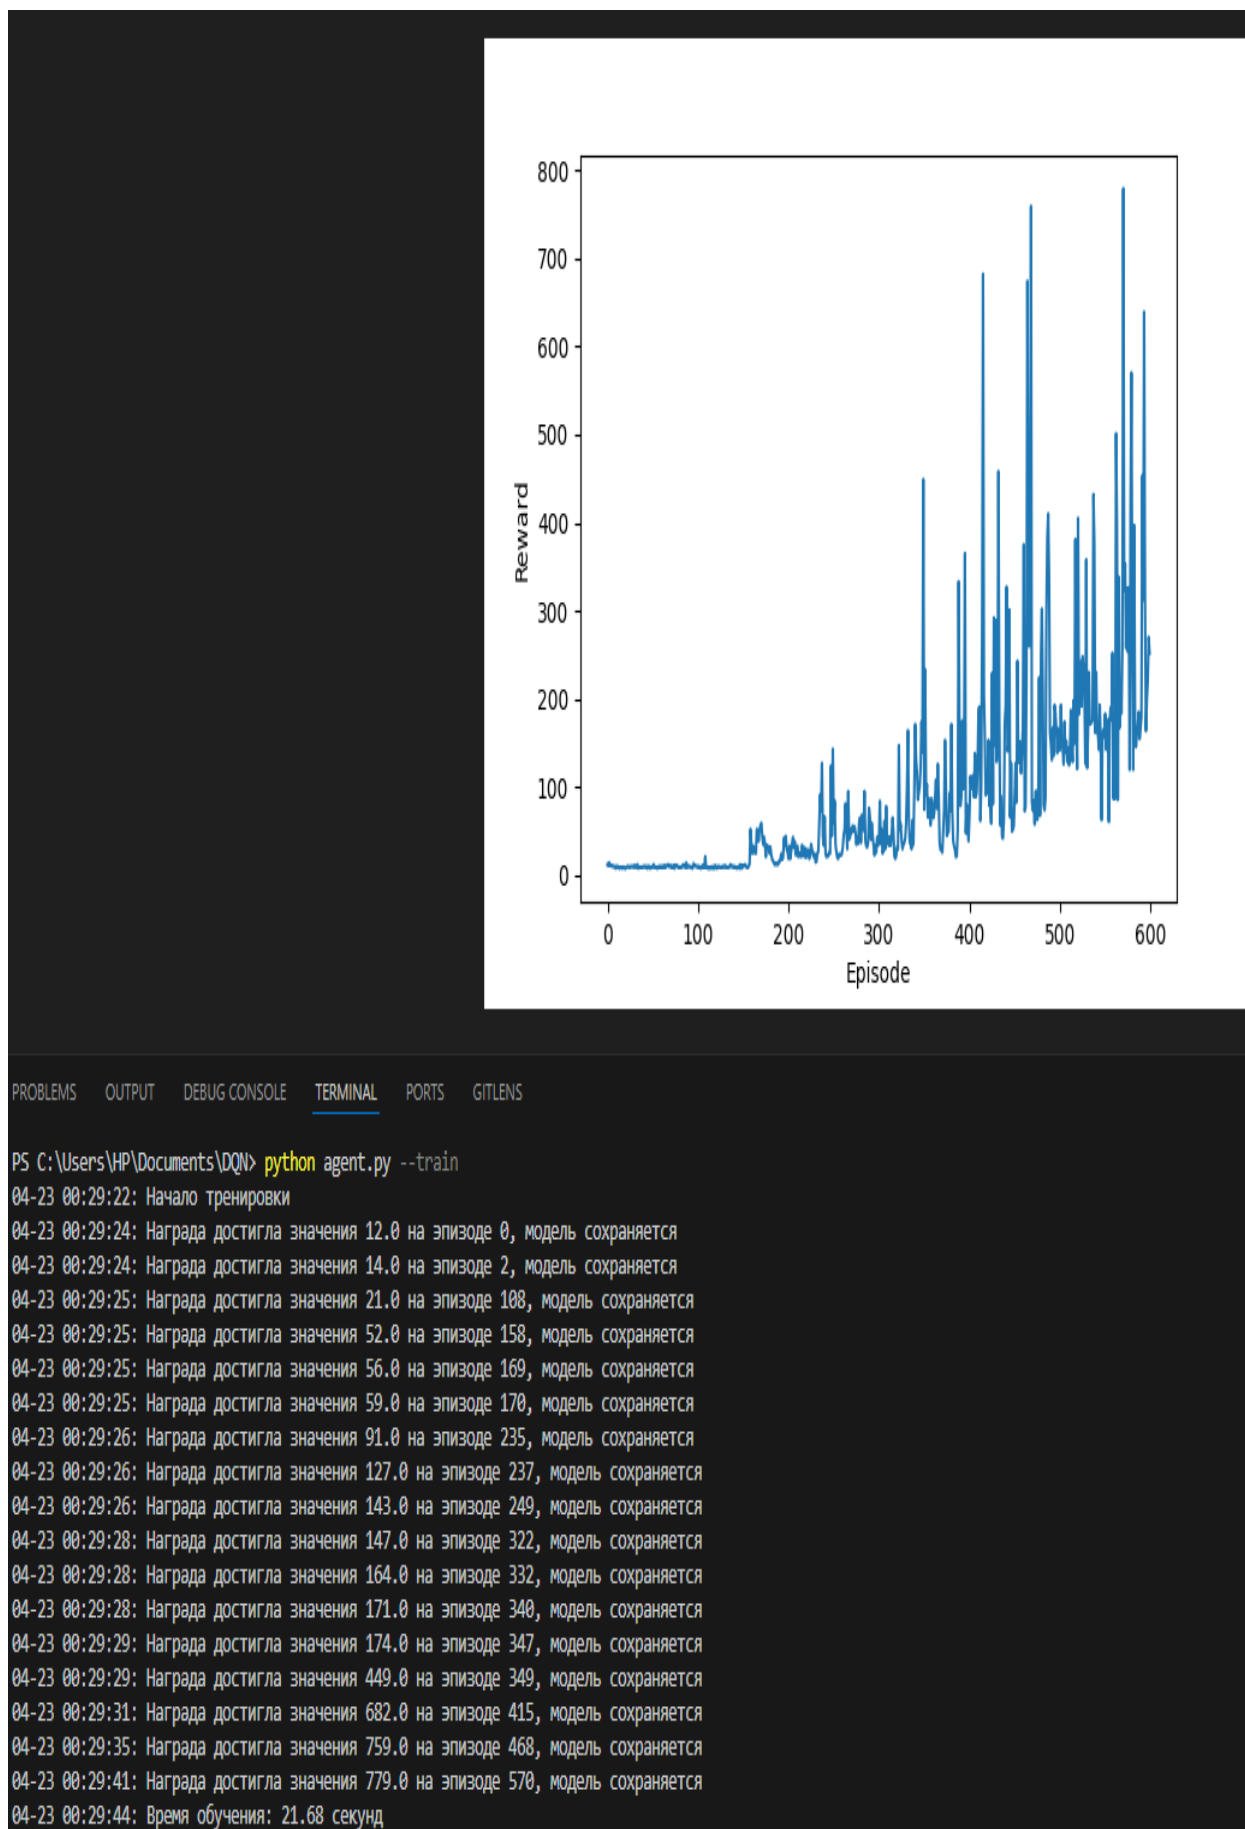 800
700
600
500
400
300
200
100
0
Reward
0 100 200 300 400 500 600
Episode
PROBLEMS OUTPUT DEBUG CONSOLE TERMINAL PORTS GITLENS
PS C:\Users\HP\Documents\DQN> python agent.py --train
04-23 00:29:22: Начало тренировки
04-23 00:29:24: Награда достигла значения 12.0 на эпизоде 0, модель сохраняется
04-23 00:29:24: Награда достигла значения 14.0 на эпизоде 2, модель сохраняется
04-23 00:29:25: Награда достигла значения 21.0 на эпизоде 108, модель сохраняется
04-23 00:29:25: Награда достигла значения 52.0 на эпизоде 158, модель сохраняется
04-23 00:29:25: Награда достигла значения 56.0 на эпизоде 169, модель сохраняется
04-23 00:29:25: Награда достигла значения 59.0 на эпизоде 170, модель сохраняется
04-23 00:29:26: Награда достигла значения 91.0 на эпизоде 235, модель сохраняется
04-23 00:29:26: Награда достигла значения 127.0 на эпизоде 237, модель сохраняется
04-23 00:29:26: Награда достигла значения 143.0 на эпизоде 249, модель сохраняется
04-23 00:29:28: Награда достигла значения 147.0 на эпизоде 322, модель сохраняется
04-23 00:29:28: Награда достигла значения 164.0 на эпизоде 332, модель сохраняется
04-23 00:29:28: Награда достигла значения 171.0 на эпизоде 340, модель сохраняется
04-23 00:29:29: Награда достигла значения 174.0 на эпизоде 347, модель сохраняется
04-23 00:29:29: Награда достигла значения 449.0 на эпизоде 349, модель сохраняется
04-23 00:29:31: Награда достигла значения 682.0 на эпизоде 415, модель сохраняется
04-23 00:29:35: Награда достигла значения 759.0 на эпизоде 468, модель сохраняется
04-23 00:29:41: Награда достигла значения 779.0 на эпизоде 570, модель сохраняется
04-23 00:29:44: Время обучения: 21.68 секунд